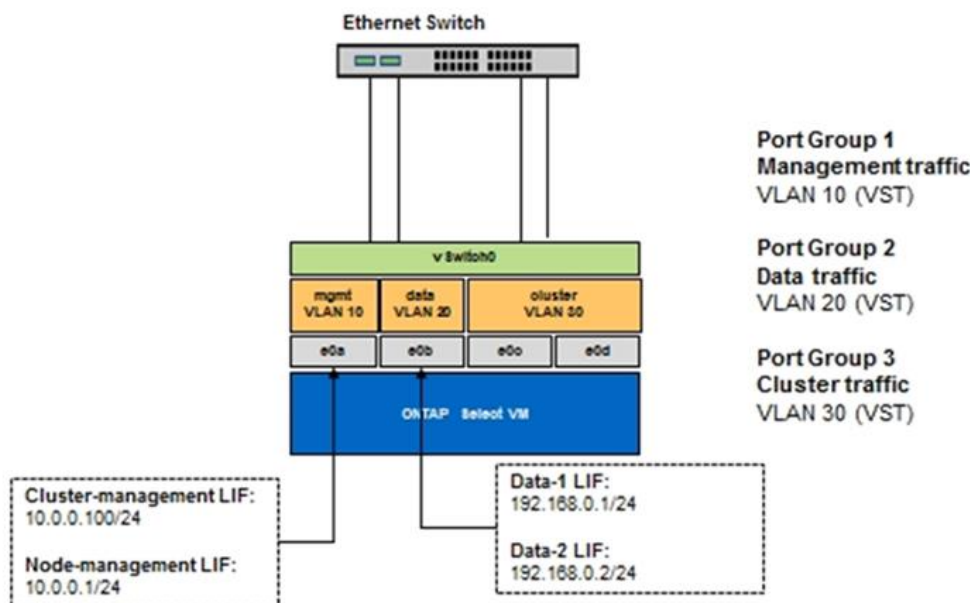 Ethernet Switch
Port Group 1
Management traffic
VLAN 10 (VST)
Port Group 2
Data traffic
VLAN 20 (VST)
Port Group 3
Cluster traffic
VLAN 30 (VST)
vSwitch0
mgmt
VLAN 10
data
VLAN 20
cluster
VLAN 30
e0a
e0b
e0c
e0d
ONTAP Select VM
Cluster-management LIF:
10.0.0.100/24
Node-management LIF:
10.0.0.1/24
Data-1 LIF:
192.168.0.1/24
Data-2 LIF:
192.168.0.2/24